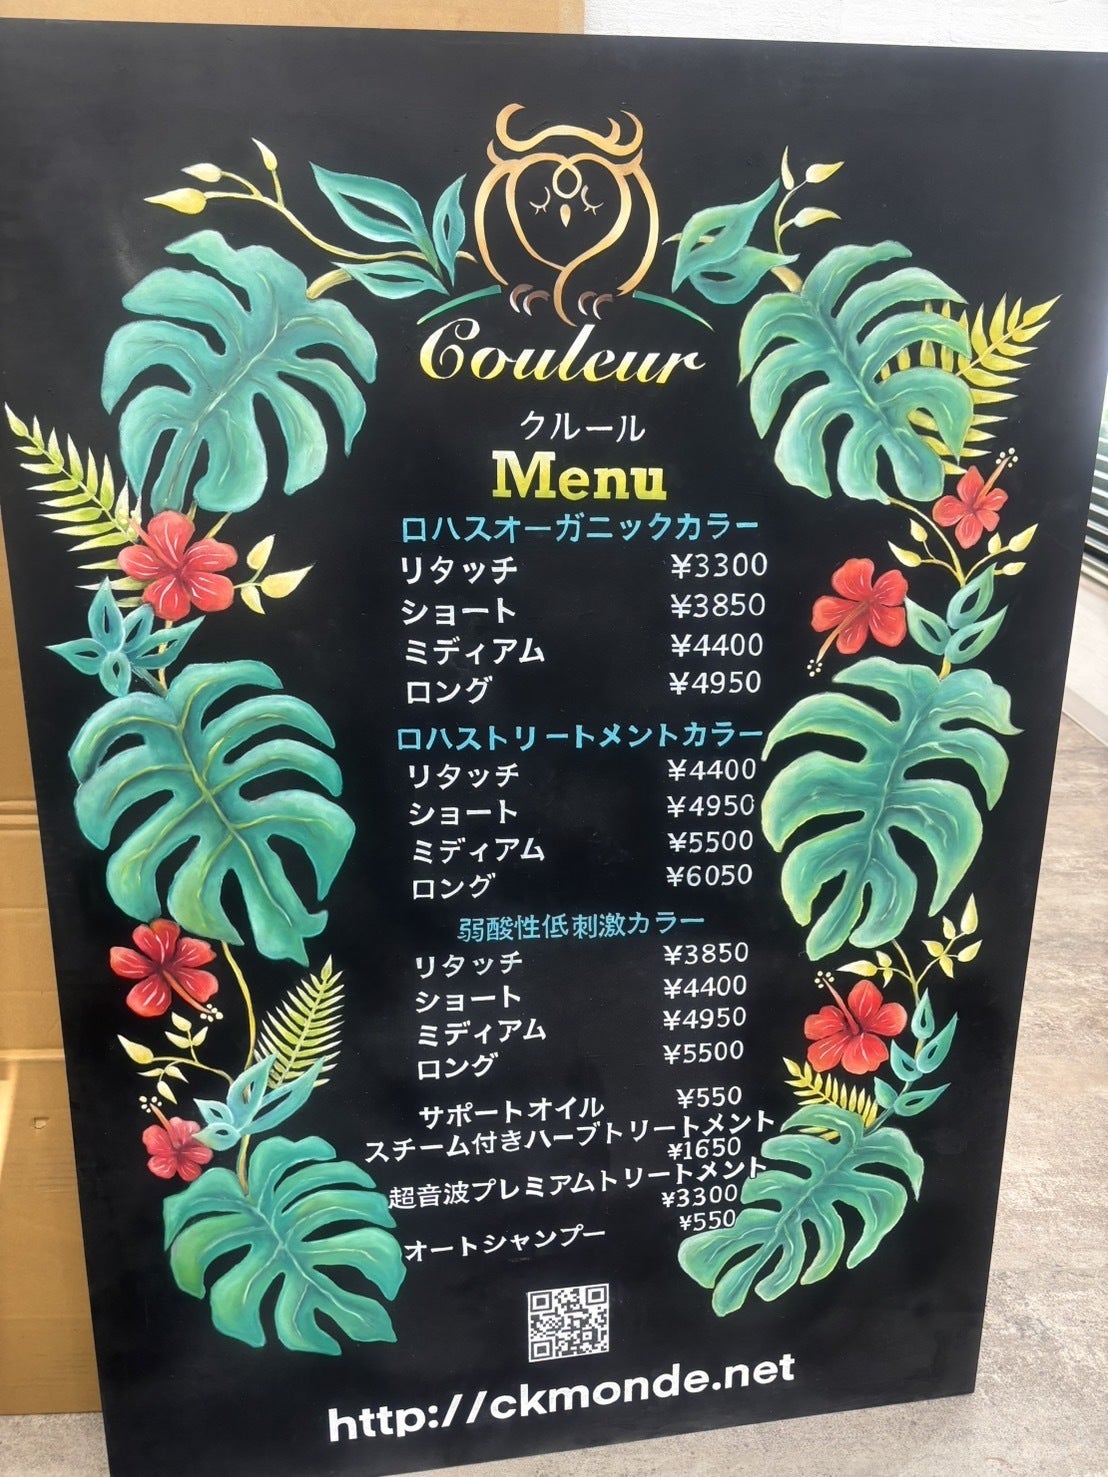 Couleur
クルール
Menu
ロハスオーガニックカラー
リタッチ ¥3300
ショート ¥3850
ミディアム ¥4400
ロング ¥4950
ロハストリートメントカラー
リタッチ ¥4400
ショート ¥4950
ミディアム ¥5500
ロング ¥6050
弱酸性低刺激カラー
リタッチ ¥3850
ショート ¥4400
ミディアム ¥4950
ロング ¥5500
サポートオイル ¥550
スチーム付きハーブトリートメント
¥1650
超音波プレミアムトリートメント
¥3300
オートシャンプー ¥550
http://ckmonde.net